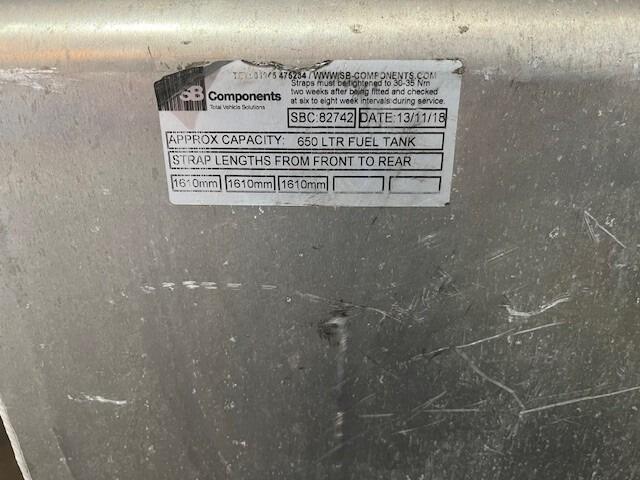 475234 / WWW.SB-COMPONENTS.COM
Straps must be tightened to 30-35 Nm
two weeks after being fitted and checked
at six to eight week intervals during service.
SB Components
Total Vehicle Solutions
SBC:82742 DATE:13/11/18
APPROX CAPACITY: 650 LTR FUEL TANK
STRAP LENGTHS FROM FRONT TO REAR
1610mm 1610mm 1610mm